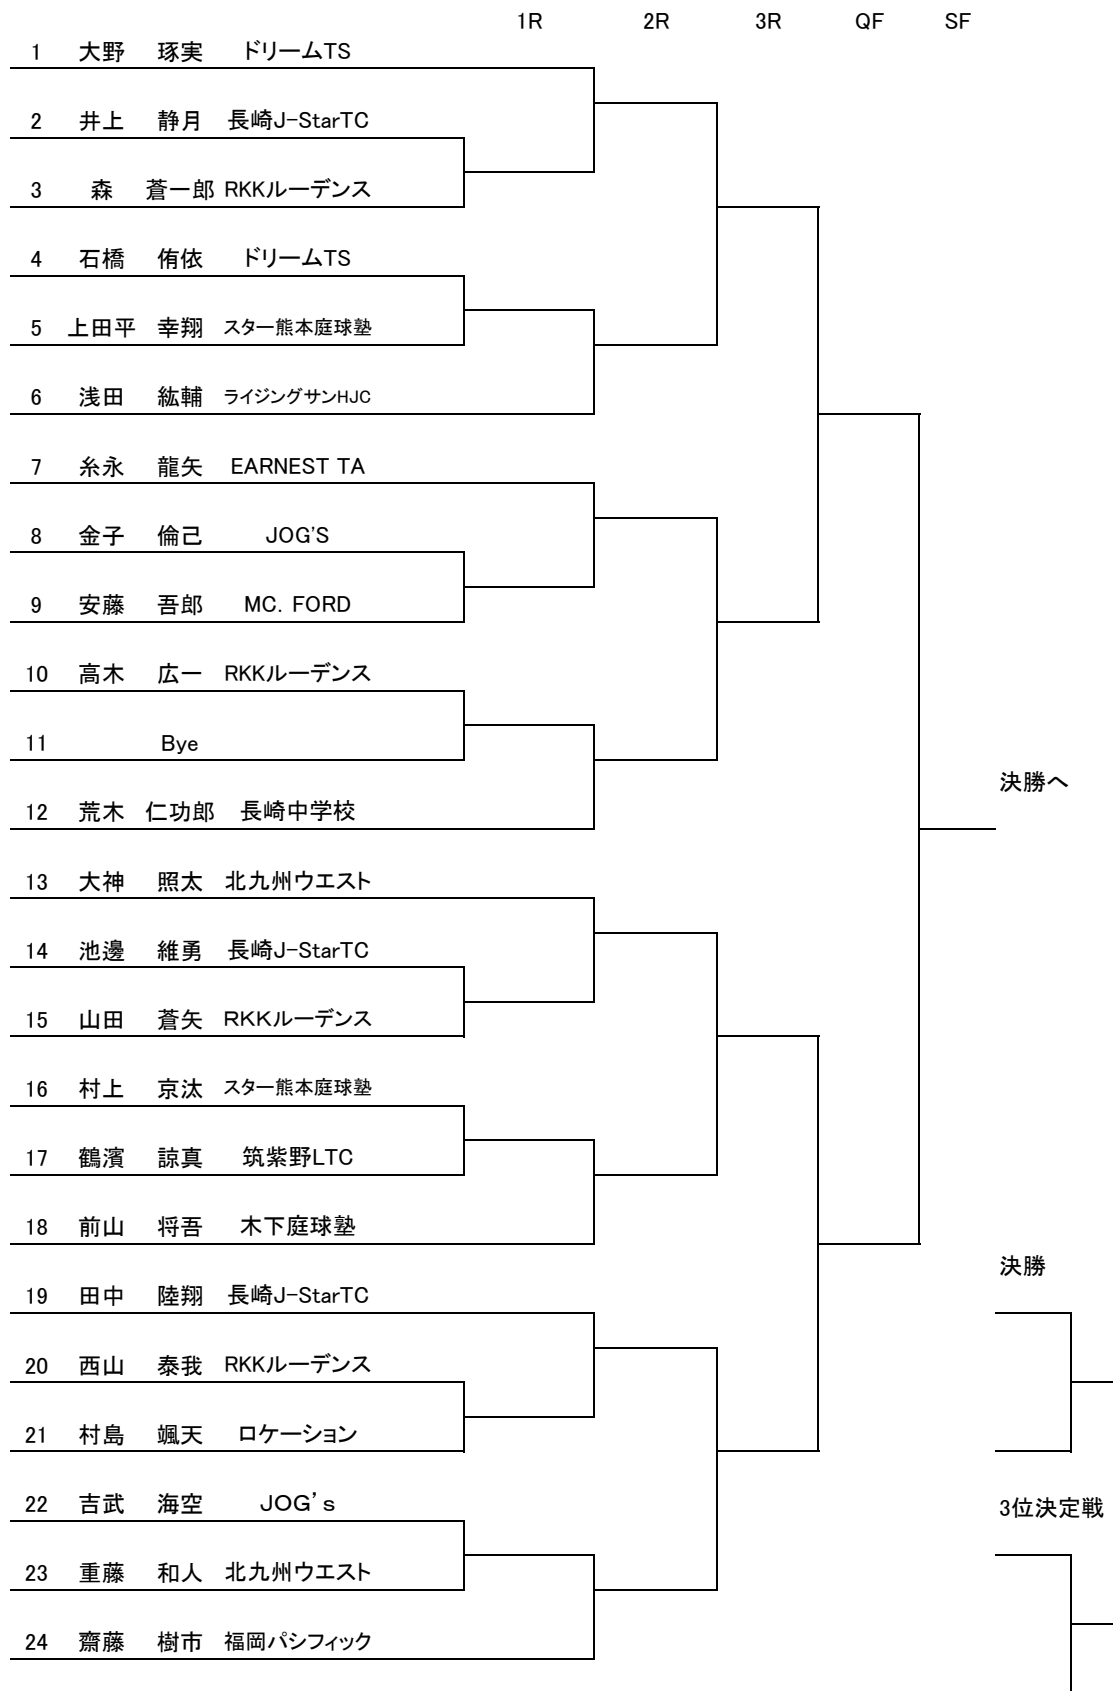 1R 2R 3R QF SF
1 大野 琢実 ドリームTS
2 井上 静月 長崎J-StarTC
3 森 蒼一郎 RKKルーデンス
4 石橋 侑依 ドリームTS
5 上田平 幸翔 スター熊本庭球塾
6 浅田 紘輔 ライジングサンHJC
7 糸永 龍矢 EARNEST TA
8 金子 倫己 JOG'S
9 安藤 吾郎 MC. FORD
10 高木 広一 RKKルーデンス
11 Bye
決勝へ
12 荒木 仁功郎 長崎中学校
13 大神 照太 北九州ウエスト
14 池邊 維勇 長崎J-StarTC
15 山田 蒼矢 RKKルーデンス
16 村上 京汰 スター熊本庭球塾
17 鶴濱 諒真 筑紫野LTC
18 前山 将吾 木下庭球塾
決勝
19 田中 陸翔 長崎J-StarTC
20 西山 泰我 RKKルーデンス
21 村島 颯天 ロケーション
22 吉武 海空 JOG’s
3位決定戦
23 重藤 和人 北九州ウエスト
24 齋藤 樹市 福岡パシフィック